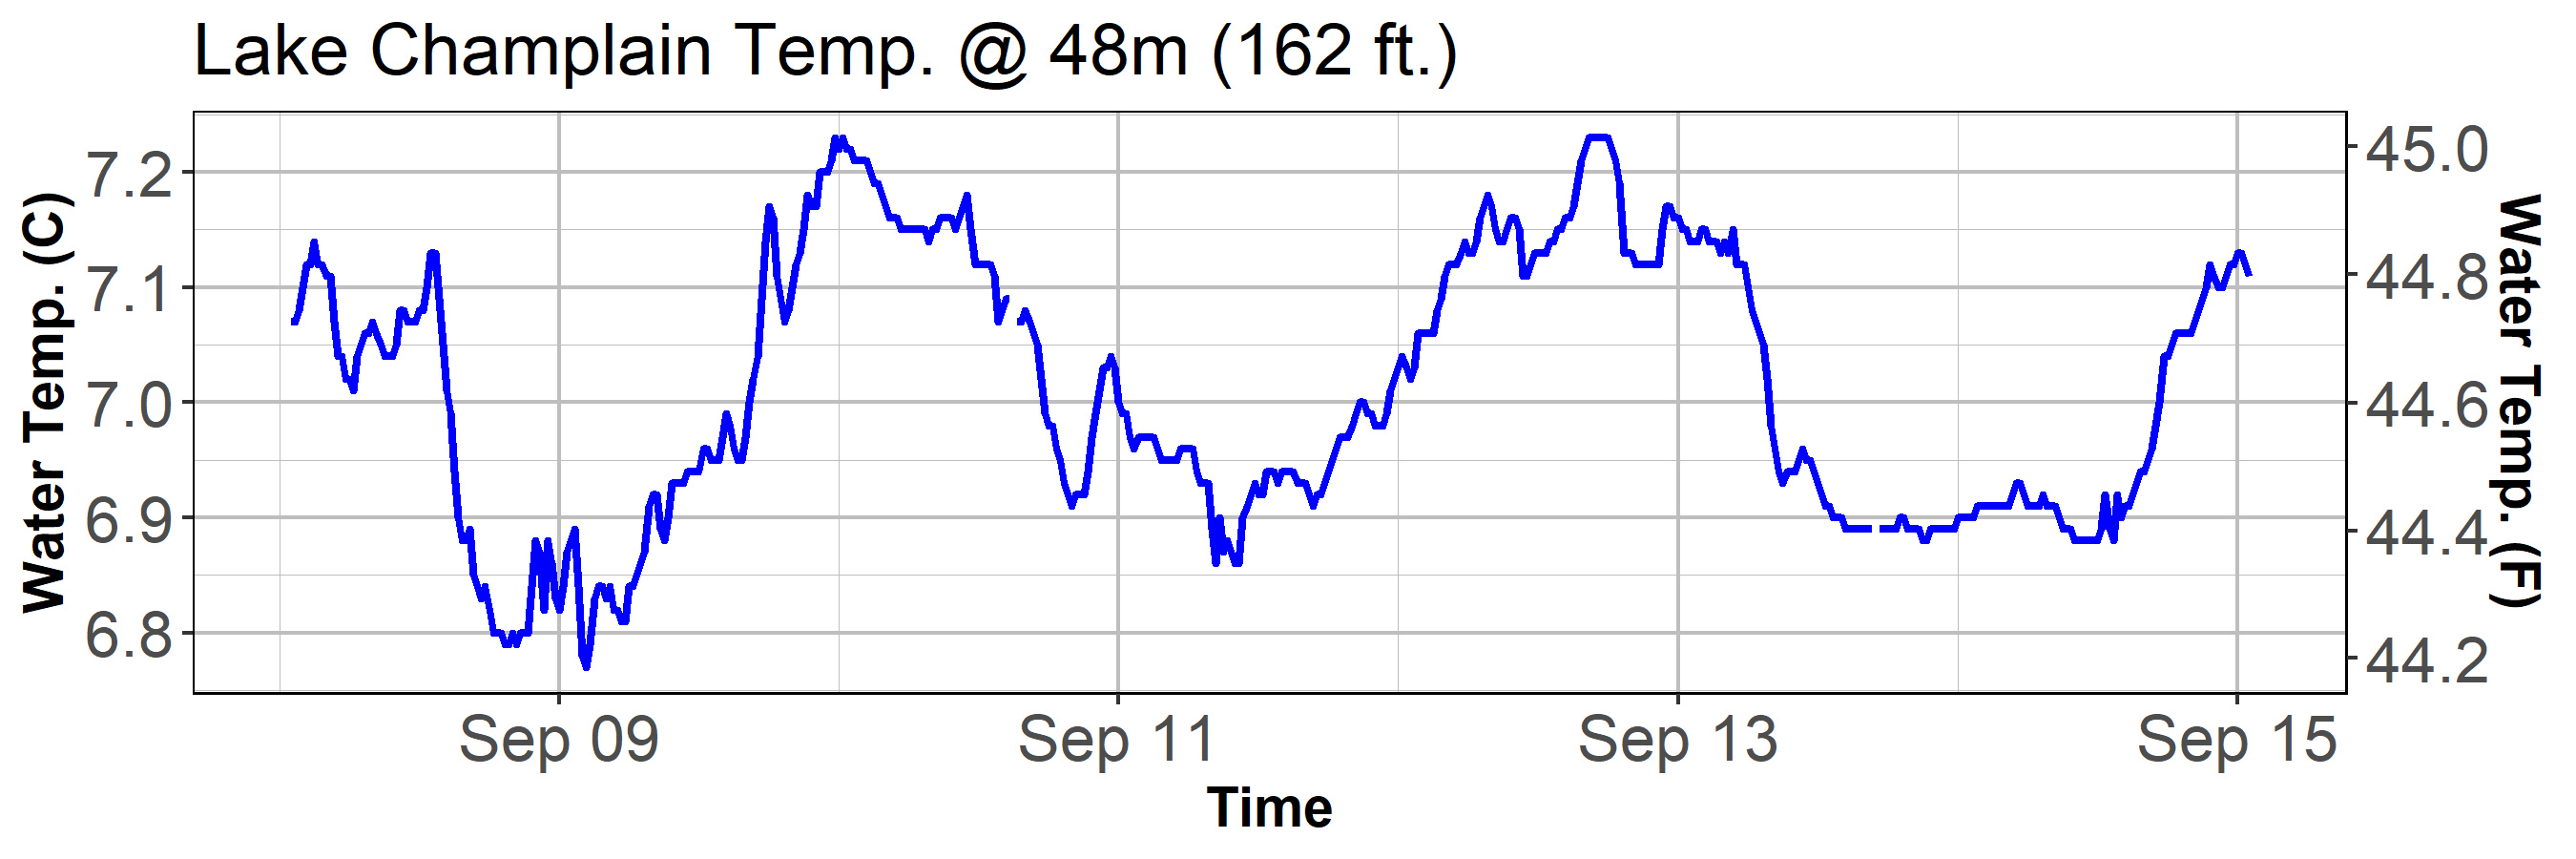 Lake Champlain Temp. @ 48m (162 ft.)
Water Temp. (C)
7.2
7.1
7.0
6.9
6.8
45.0
44.8
44.6
44.4
44.2
Water Temp. (F)
Sep 09
Sep 11
Sep 13
Sep 15
Time